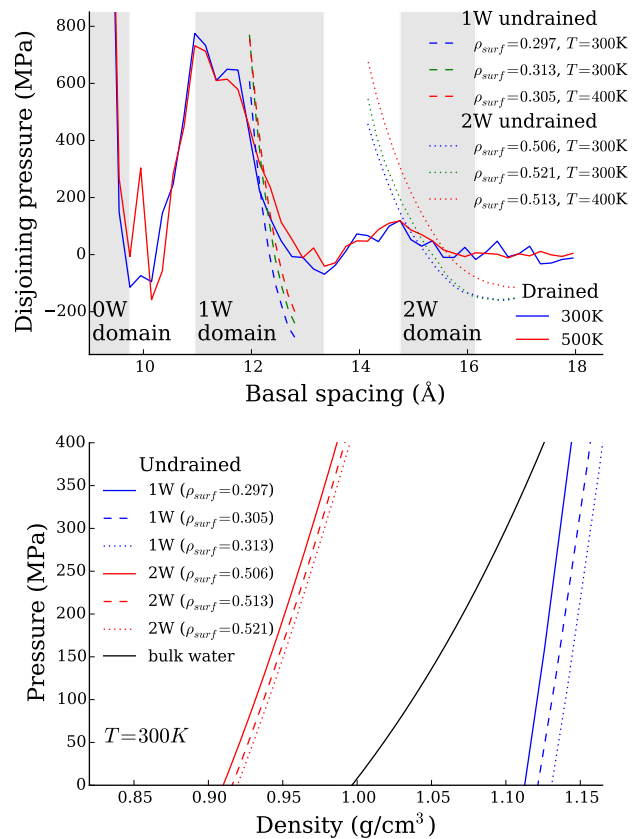 1W undrained
ρsurf=0.297, T=300K
ρsurf=0.313, T=300K
ρsurf=0.305, T=400K
2W undrained
ρsurf=0.506, T=300K
ρsurf=0.521, T=300K
ρsurf=0.513, T=400K
Drained
300K
500K
0W domain
1W domain
2W domain
Disjoining pressure (MPa)
800
600
400
200
0
−200
10
12
14
16
18
Basal spacing (Å)
Undrained
1W (ρsurf=0.297)
1W (ρsurf=0.305)
1W (ρsurf=0.313)
2W (ρsurf=0.506)
2W (ρsurf=0.513)
2W (ρsurf=0.521)
bulk water
T=300K
Pressure (MPa)
400
350
300
250
200
150
100
50
0
0.85
0.90
0.95
1.00
1.05
1.10
1.15
Density (g/cm³)